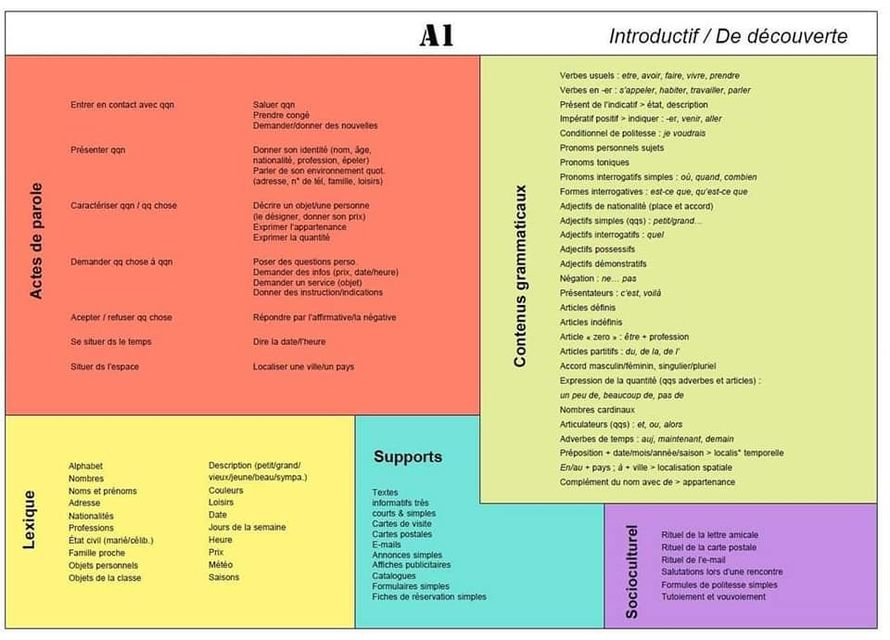 A1
Introductif / De découverte
Actes de parole
Entrer en contact avec qqn
Saluer qqn
Prendre congé
Demander/donner des nouvelles
Présenter qqn
Donner son identité (nom, âge,
nationalité, profession, épeler)
Parler de son environnement quot.
(adresse, n° de tél, famille, loisirs)
Caractériser qqn / qq chose
Décrire un objet/une personne
(le désigner, donner son prix)
Exprimer l'appartenance
Exprimer la quantité
Demander qq chose à qqn
Poser des questions perso.
Demander des infos (prix, date/heure)
Demander un service (objet)
Donner des instruction/indications
Acepter / refuser qq chose
Répondre par l'affirmative/la négative
Se situer ds le temps
Dire la date/l'heure
Situer ds l'espace
Localiser une ville/un pays
Contenus grammaticaux
Verbes usuels : etre, avoir, faire, vivre, prendre
Verbes en -er : s'appeler, habiter, travailler, parler
Présent de l'indicatif > état, description
Impératif positif > indiquer : -er, venir, aller
Conditionnel de politesse : je voudrais
Pronoms personnels sujets
Pronoms toniques
Pronoms interrogatifs simples : où, quand, combien
Formes interrogatives : est-ce que, qu'est-ce que
Adjectifs de nationalité (place et accord)
Adjectifs simples (qqs) : petit/grand…
Adjectifs interrogatifs : quel
Adjectifs possessifs
Adjectifs démonstratifs
Négation : ne… pas
Présentateurs : c'est, voilà
Articles définis
Articles indéfinis
Article « zero » : être + profession
Articles partitifs : du, de la, de l'
Accord masculin/féminin, singulier/pluriel
Expression de la quantité (qqs adverbes et articles) :
un peu de, beaucoup de, pas de
Nombres cardinaux
Articulateurs (qqs) : et, ou, alors
Adverbes de temps : auj, maintenant, demain
Préposition + date/mois/année/saison > localis° temporelle
En/au + pays ; à + ville > localisation spatiale
Complément du nom avec de > appartenance
Lexique
Alphabet
Nombres
Noms et prénoms
Adresse
Nationalités
Professions
État civil (marié/célib.)
Famille proche
Objets personnels
Objets de la classe
Description (petit/grand/
vieux/jeune/beau/sympa.)
Couleurs
Loisirs
Date
Jours de la semaine
Heure
Prix
Météo
Saisons
Supports
Textes
informatifs très
courts & simples
Cartes de visite
Cartes postales
E-mails
Annonces simples
Affiches publicitaires
Catalogues
Formulaires simples
Fiches de réservation simples
Socioculturel
Rituel de la lettre amicale
Rituel de la carte postale
Rituel de l'e-mail
Salutations lors d'une rencontre
Formules de politesse simples
Tutoiement et vouvoiement